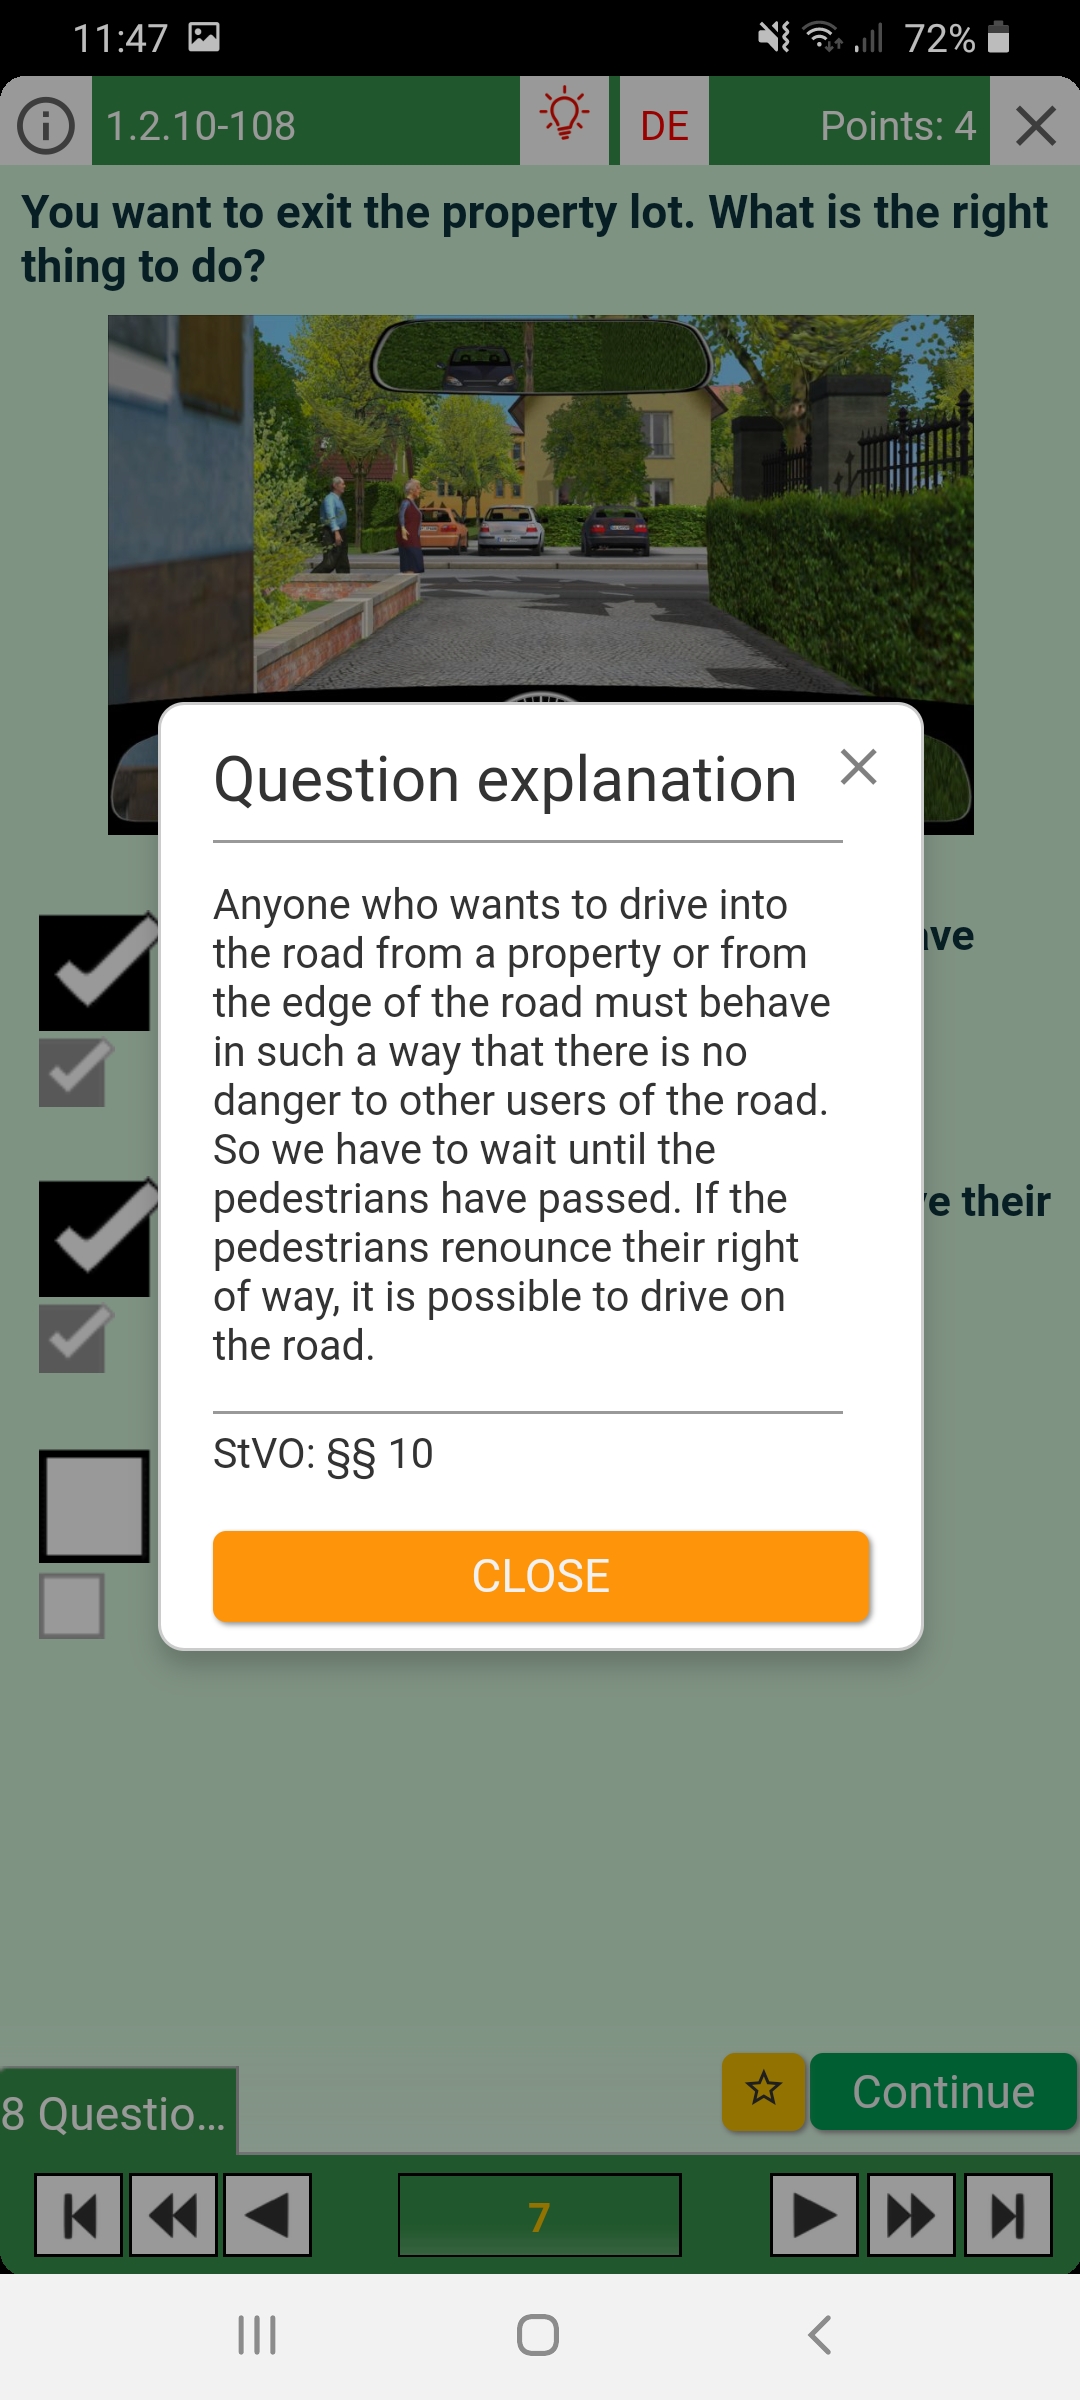 11:47 72%
1.2.10-108 DE Points: 4
You want to exit the property lot. What is the right
thing to do?
Question explanation
Anyone who wants to drive into
the road from a property or from
the edge of the road must behave
in such a way that there is no
danger to other users of the road.
So we have to wait until the
pedestrians have passed. If the
pedestrians renounce their right
of way, it is possible to drive on
the road.
their
StVO: §§ 10
CLOSE
8 Questio...
Continue
7